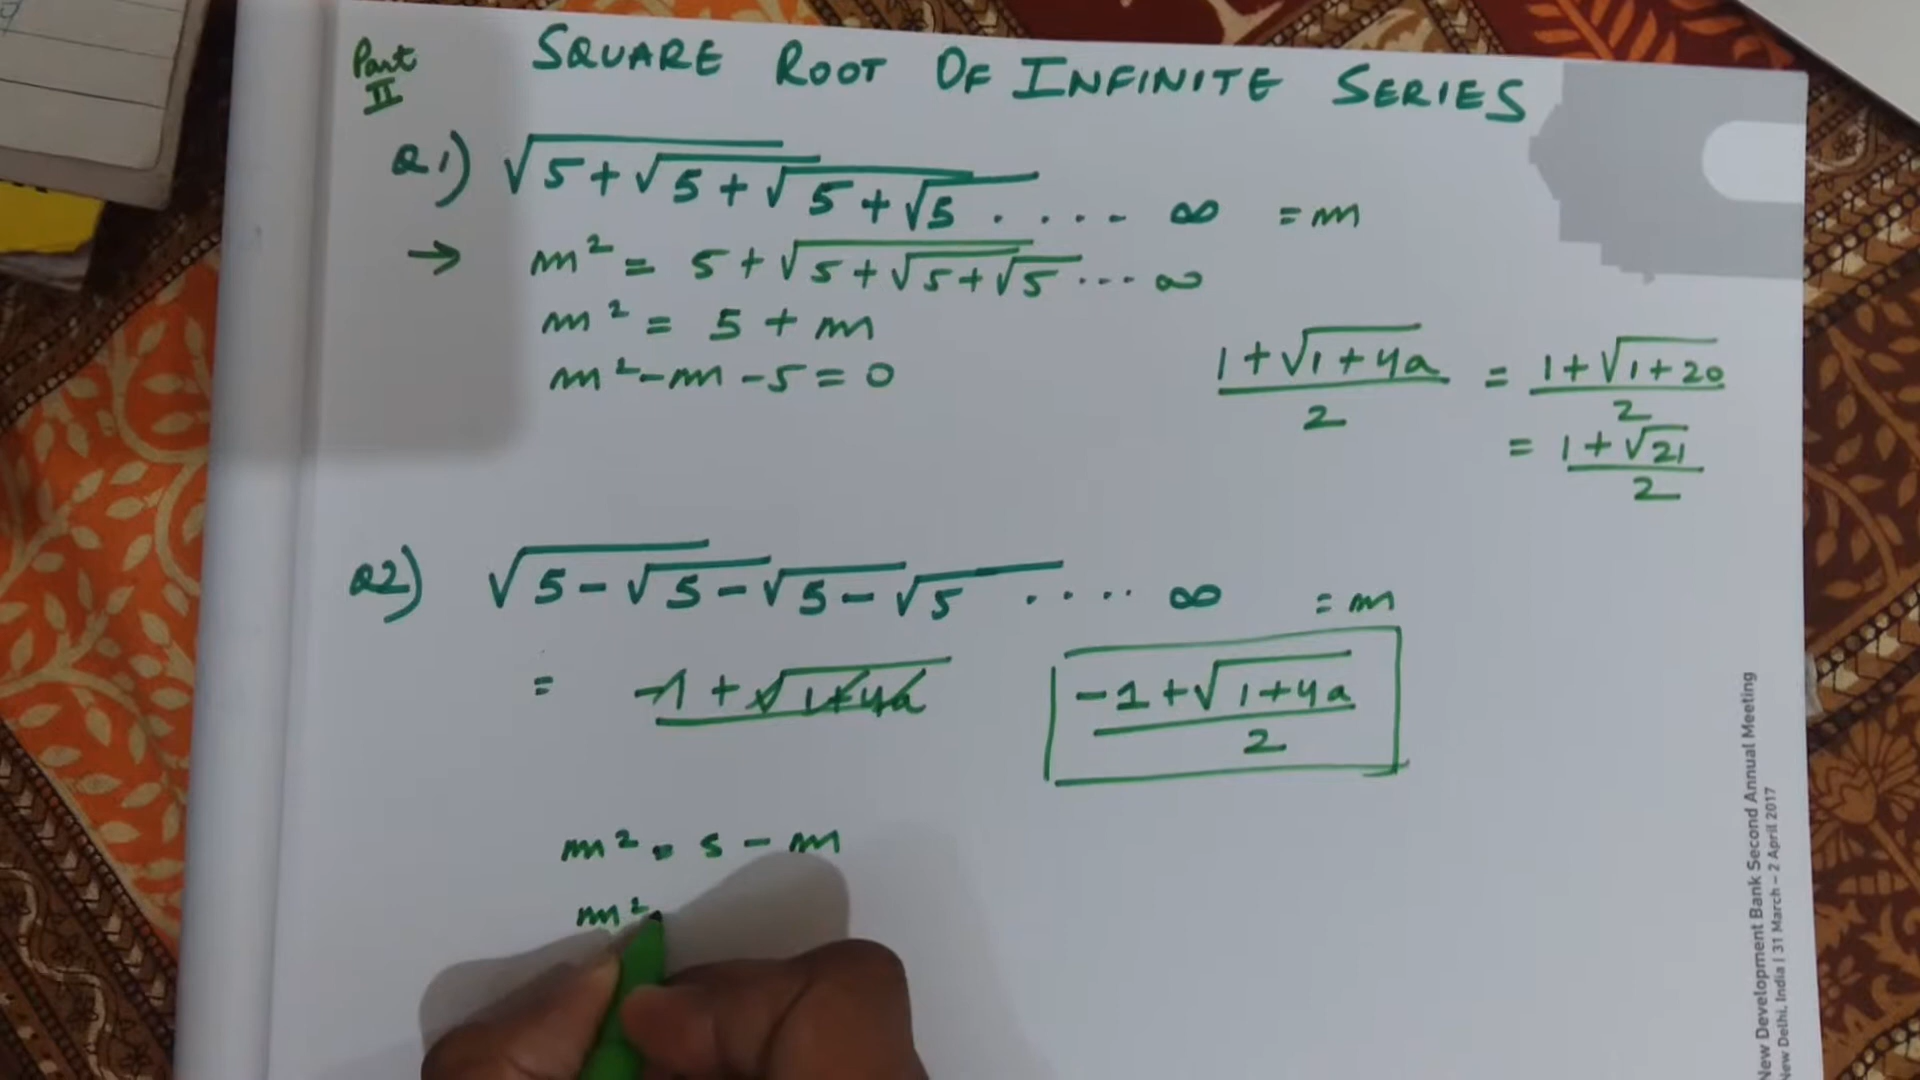 Part II
SQUARE ROOT OF INFINITE SERIES
Q1) √5+√5+√5+√5 . . . . - ∞ = m
→ m² = 5+√5+√5+√5 ... ∞
m² = 5 + m
m² - m - 5 = 0
1+√1+4a / 2 = 1+√1+20 / 2
= 1+√21 / 2
Q2) √5-√5-√5-√5 . . . . ∞ = m
= -1+√1+4a
-1+√1+4a / 2
m² = 5 - m
m²
New Development Bank Second Annual Meeting
New Delhi, India | 31 March – 2 April 2017